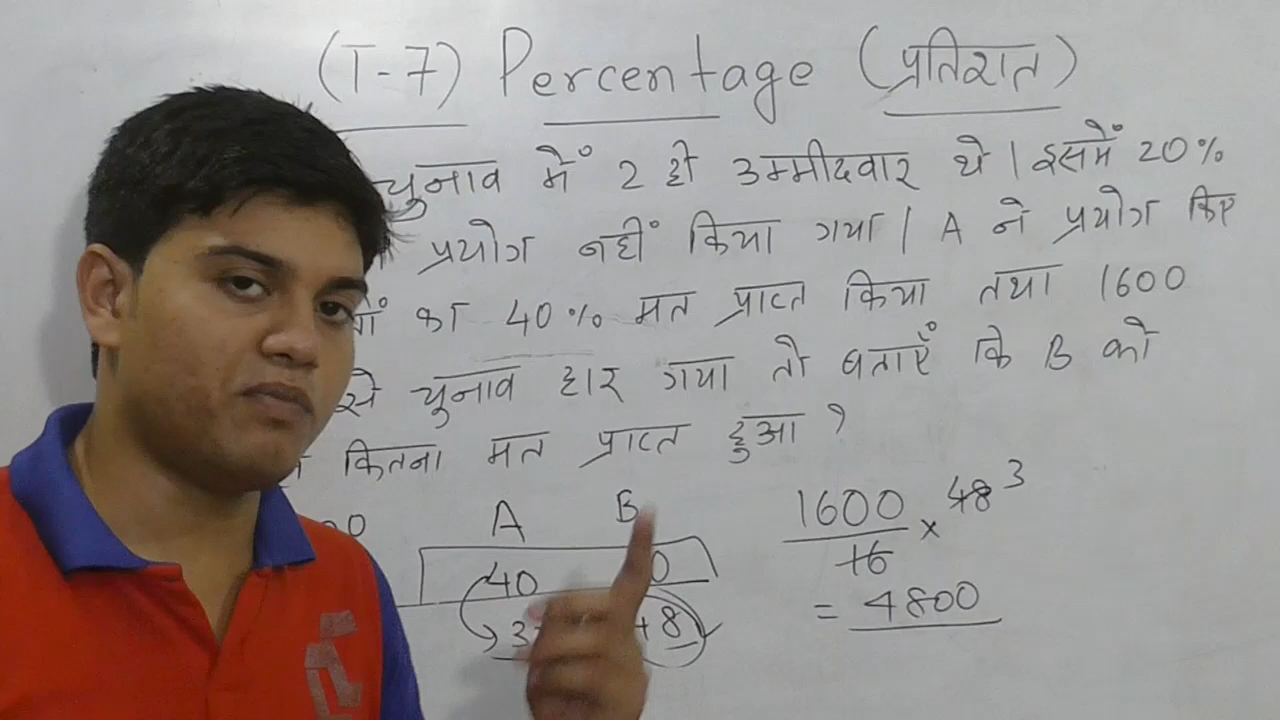 (T-7) Percentage (प्रतिशत)
चुनाव में 2 ही उम्मीदवार थे । इसमें 20%
प्रयोग नहीं किया गया । A ने प्रयोग किए
का 40% मत प्राप्त किया तथा 1600
से चुनाव हार गया तो बताएँ कि B को
कितना मत प्राप्त हुआ ?
A B
40
48
1600 × 48 3
16
= 4800